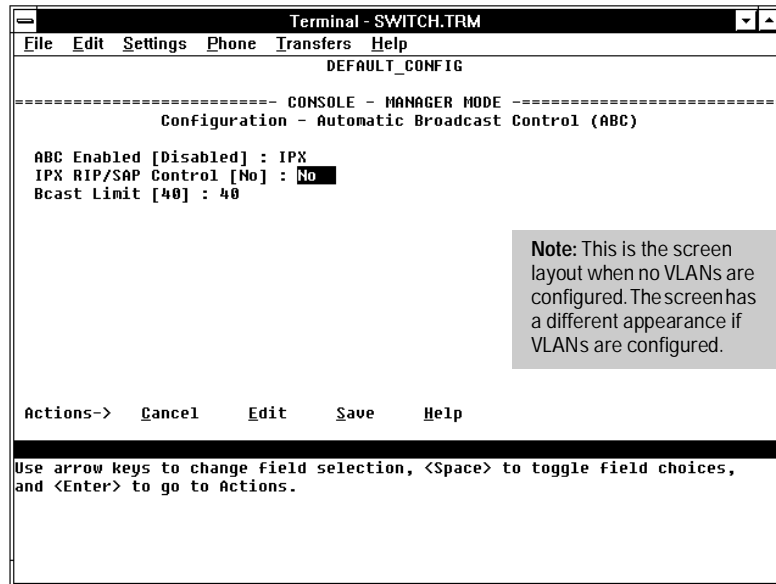 Terminal - SWITCH.TRM
File Edit Settings Phone Transfers Help
DEFAULT_CONFIG
==========================- CONSOLE - MANAGER MODE -==========================
Configuration - Automatic Broadcast Control (ABC)
ABC Enabled [Disabled] : IPX
IPX RIP/SAP Control [No] : No
Bcast Limit [40] : 40
Note: This is the screen
layout when no VLANs are
configured. The screen has
a different appearance if
VLANs are configured.
Actions-> Cancel Edit Save Help
Use arrow keys to change field selection, <Space> to toggle field choices,
and <Enter> to go to Actions.